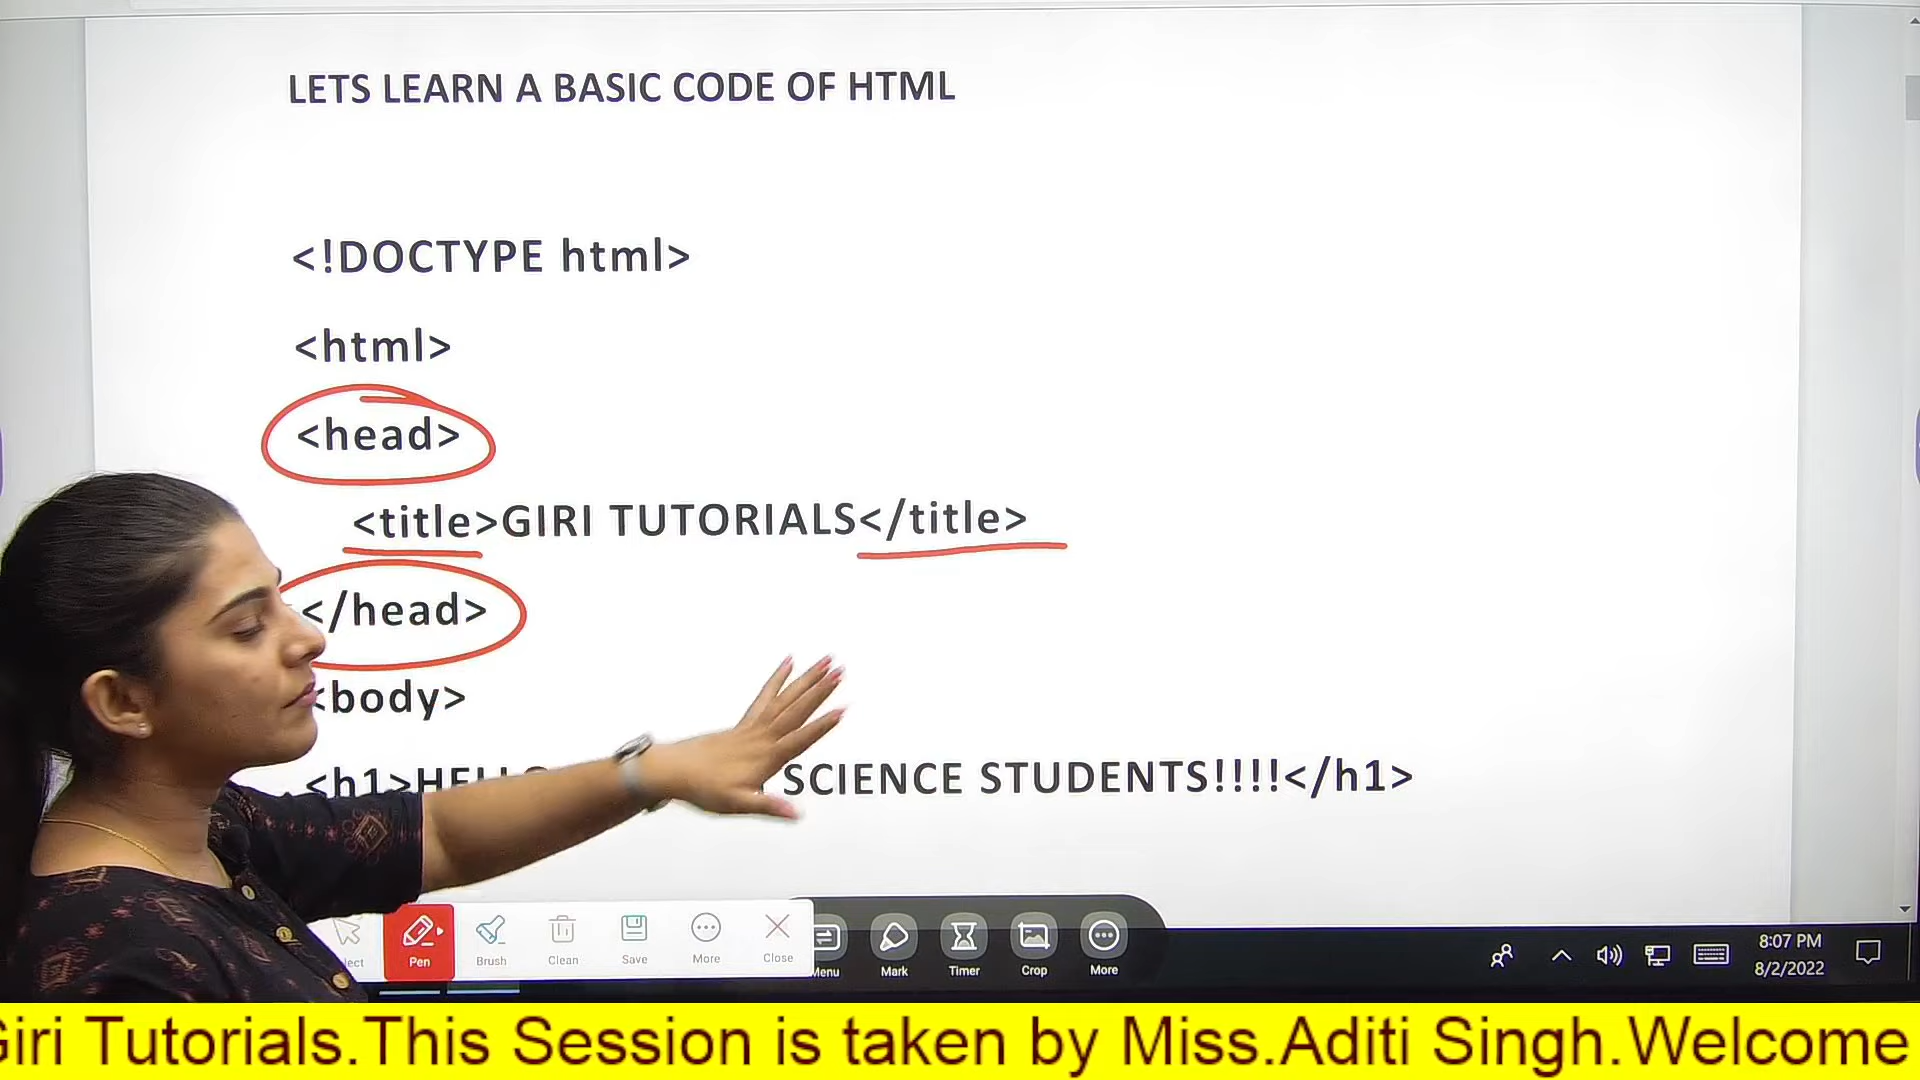 LETS LEARN A BASIC CODE OF HTML
<!DOCTYPE html>
<html>
<head>
<title>GIRI TUTORIALS</title>
</head>
<body>
<h1> SCIENCE STUDENTS!!!!</h1>
Pen
Brush
Clean
Save
More
Close
Menu
Mark
Timer
Crop
More
8:07 PM
8/2/2022
Giri Tutorials.This Session is taken by Miss.Aditi Singh.Welcome